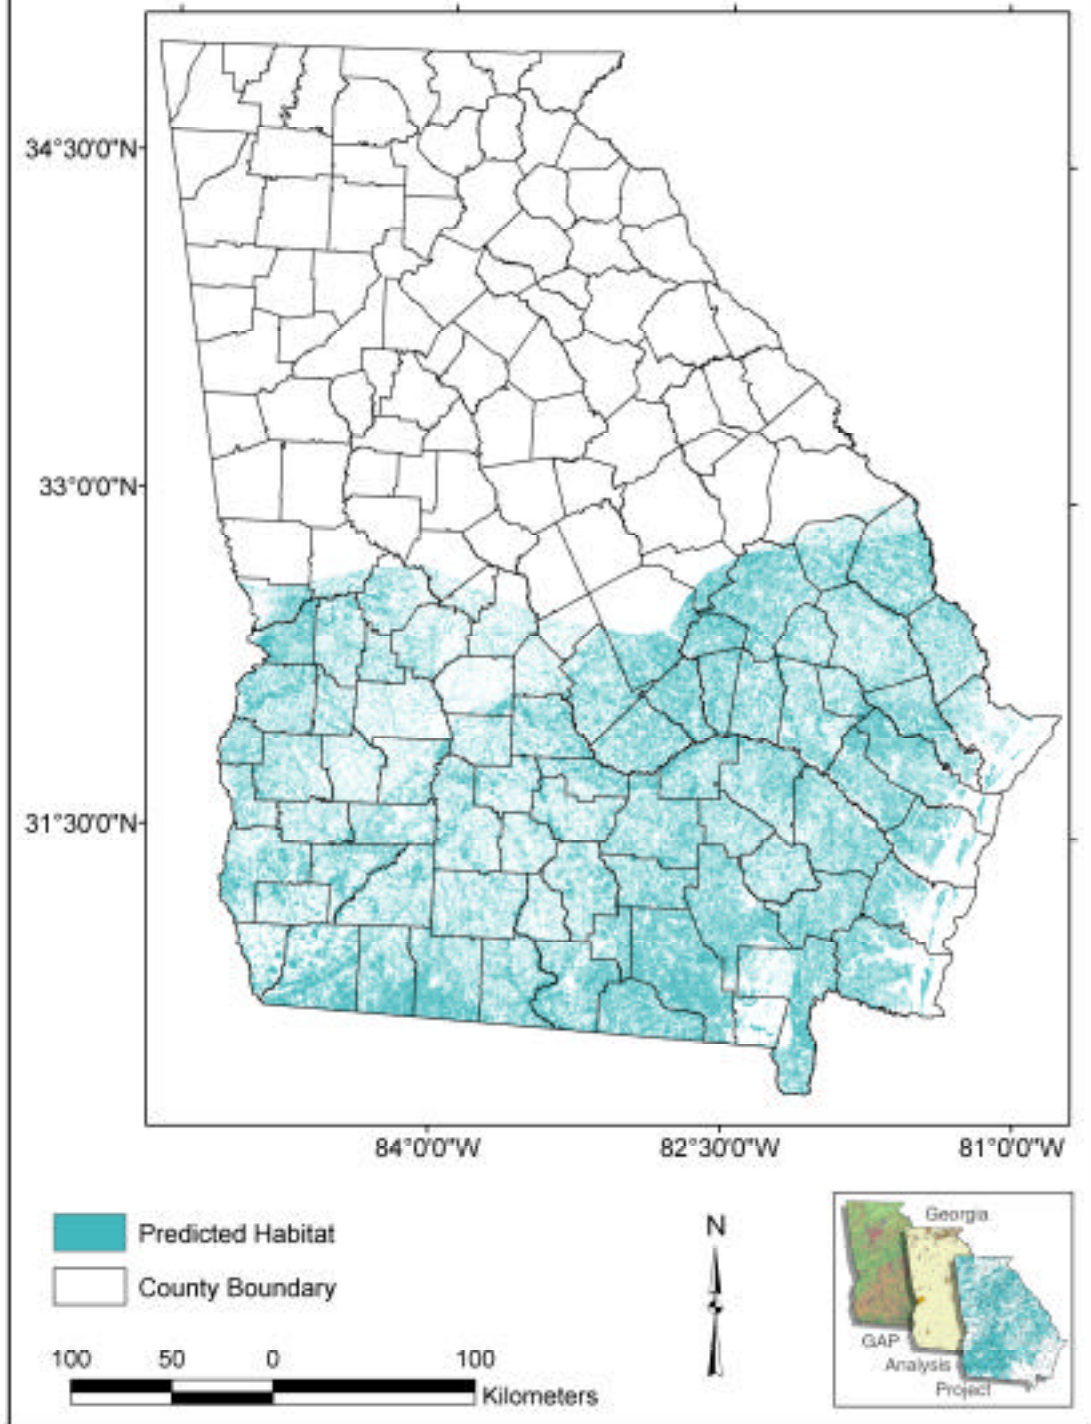 34°30'0"N
33°0'0"N
31°30'0"N
84°0'0"W 82°30'0"W 81°0'0"W
Predicted Habitat
County Boundary
N
100 50 0 100
Kilometers
Georgia
GAP
Analysis
Project